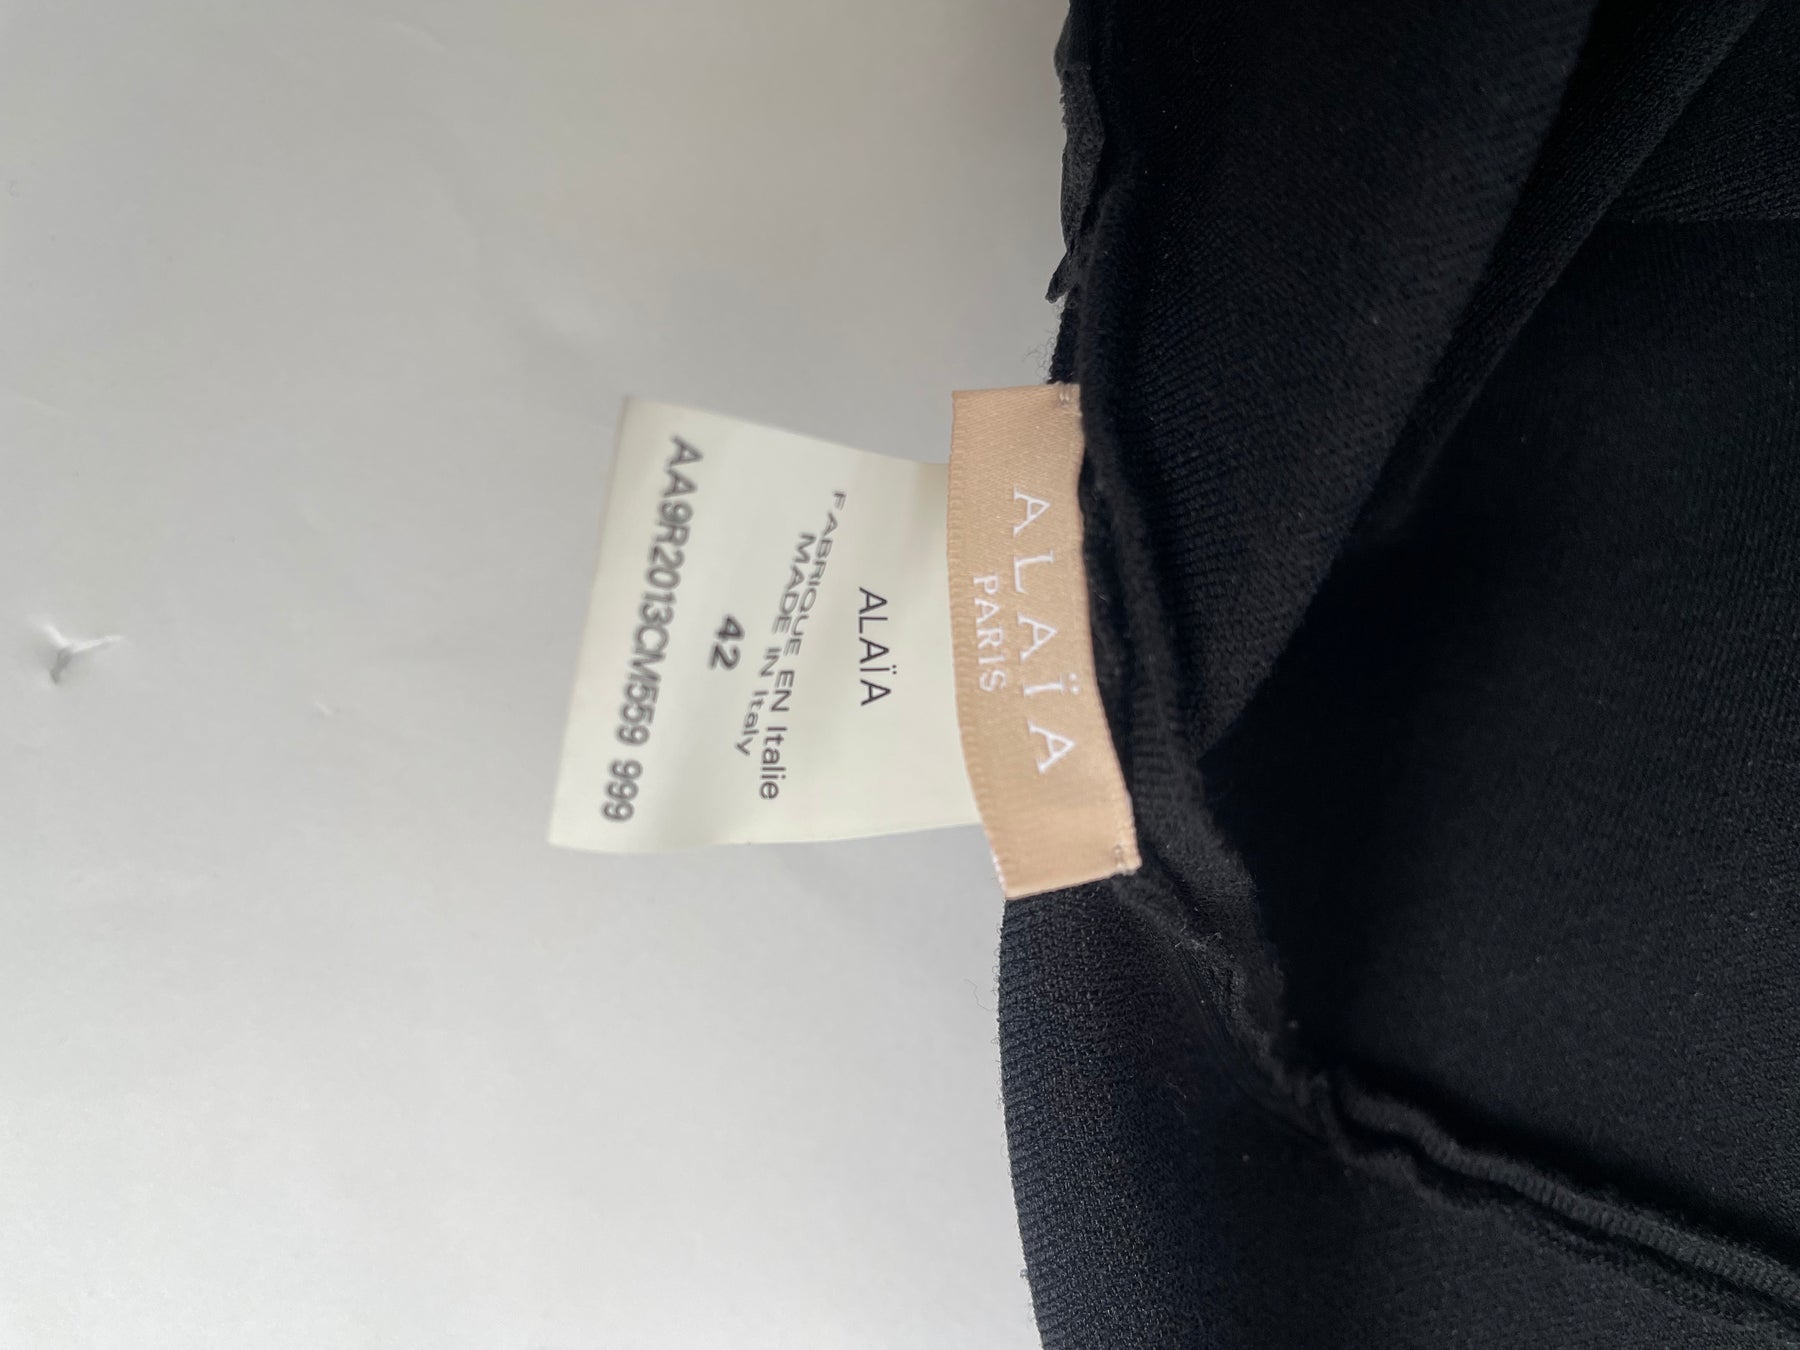 ALAÏA
PARIS
ALAÏA
FABRIQUE EN Italie
MADE IN Italy
42
AA9R2013CM559 999